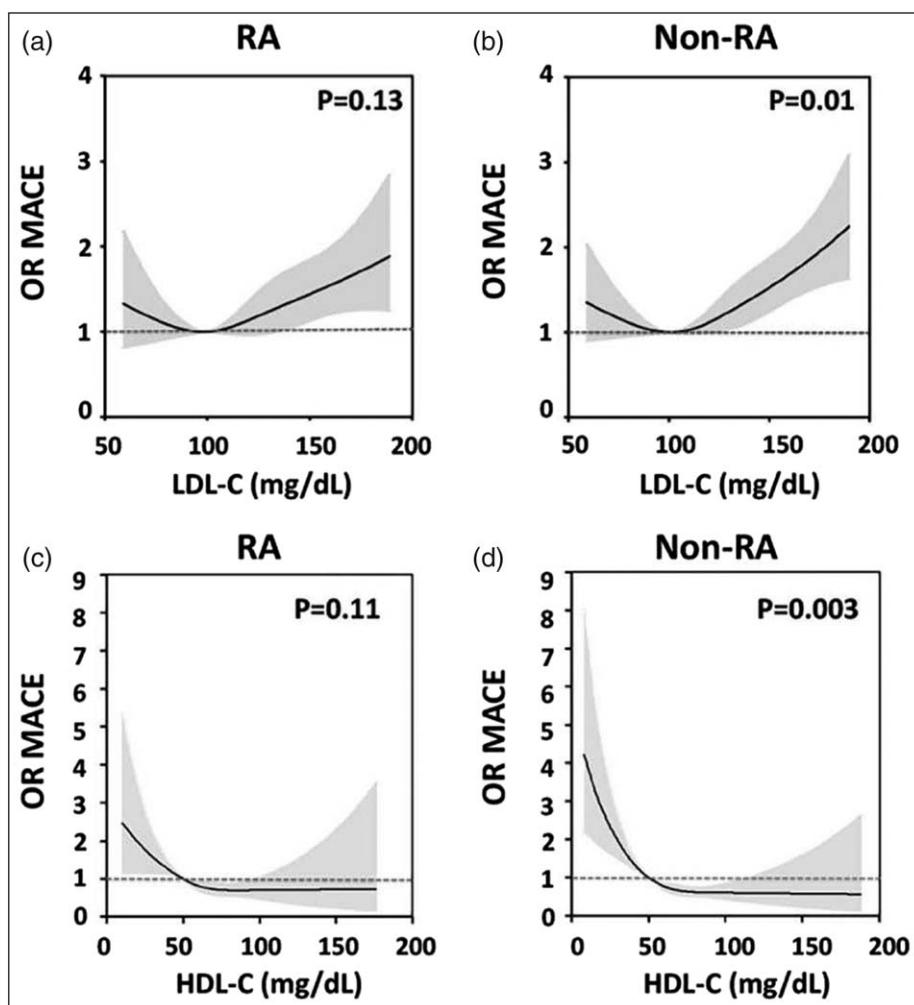 (a)
RA
P=0.13
OR MACE
4
3
2
1
0
50
100
150
200
LDL-C (mg/dL)
(b)
Non-RA
P=0.01
OR MACE
4
3
2
1
0
50
100
150
200
LDL-C (mg/dL)
(c)
RA
P=0.11
OR MACE
9
8
7
6
5
4
3
2
1
0
0
50
100
150
200
HDL-C (mg/dL)
(d)
Non-RA
P=0.003
OR MACE
9
8
7
6
5
4
3
2
1
0
0
50
100
150
200
HDL-C (mg/dL)